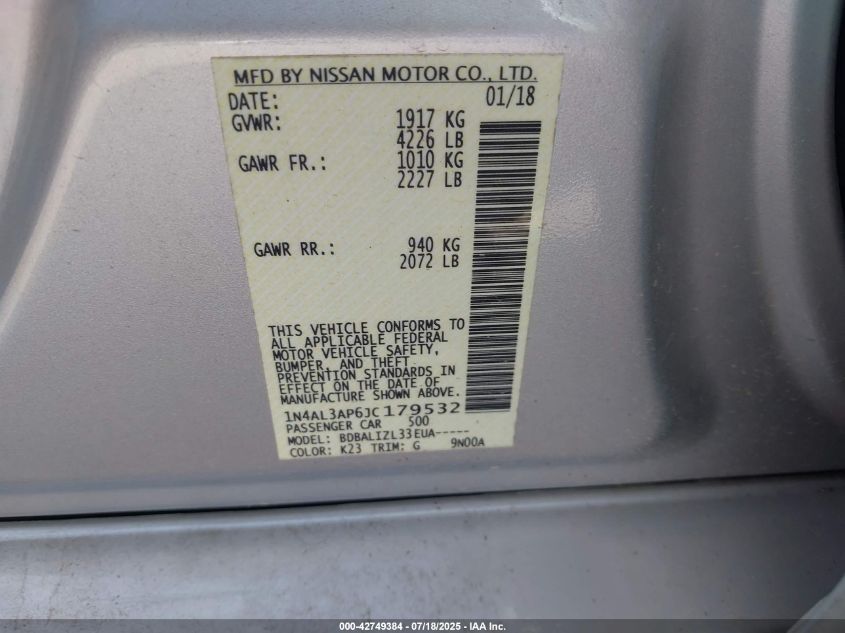 MFD BY NISSAN MOTOR CO., LTD.
DATE: 01/18
GVWR: 1917 KG
4226 LB
GAWR FR.: 1010 KG
2227 LB
GAWR RR.: 940 KG
2072 LB
THIS VEHICLE CONFORMS TO
ALL APPLICABLE FEDERAL
MOTOR VEHICLE SAFETY,
BUMPER, AND THEFT
PREVENTION STANDARDS IN
EFFECT ON THE DATE OF
MANUFACTURE SHOWN ABOVE.
1N4AL3AP6JC179532
PASSENGER CAR 500
MODEL: BDBALIZL33EUA-----
COLOR: K23 TRIM: G 9N00A
000-42749384 - 07/18/2025 - IAA Inc.